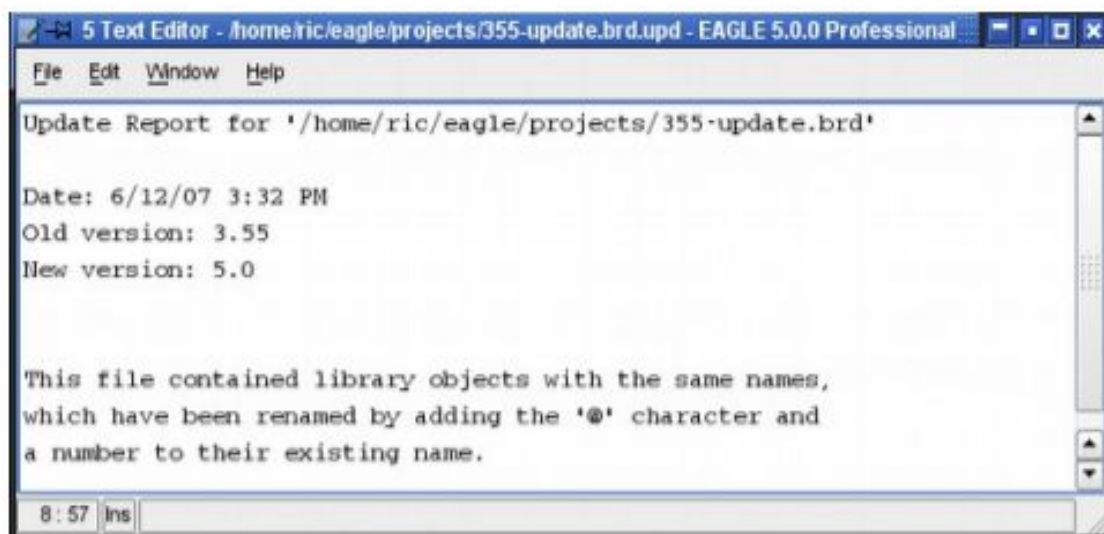 5 Text Editor - /home/ric/eagle/projects/355-update.brd.upd - EAGLE 5.0.0 Professional
File Edit Window Help
Update Report for '/home/ric/eagle/projects/355-update.brd'
Date: 6/12/07 3:32 PM
Old version: 3.55
New version: 5.0
This file contained library objects with the same names,
which have been renamed by adding the '@' character and
a number to their existing name.
8:57 Ins